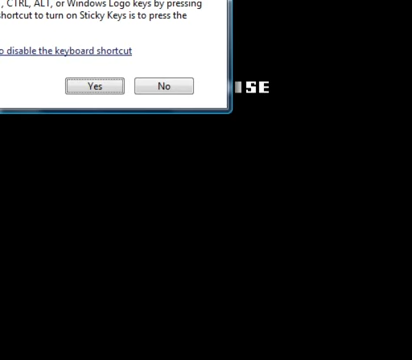 , CTRL, ALT, or Windows Logo keys by pressing
shortcut to turn on Sticky Keys is to press the
o disable the keyboard shortcut
Yes No
SE